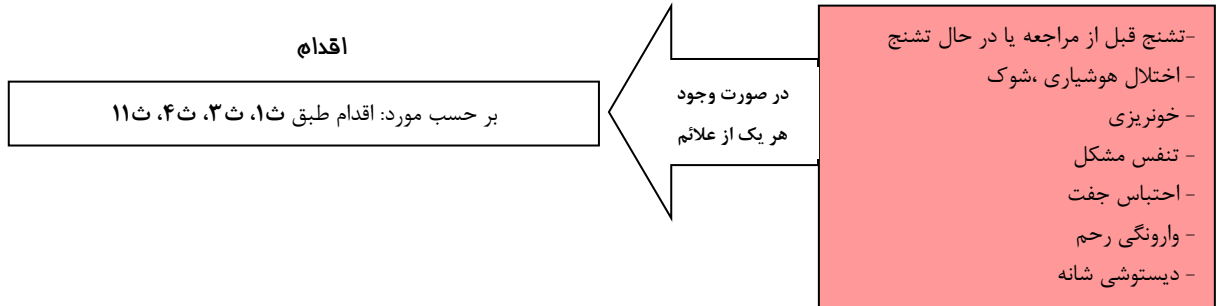 -تشنج قبل از مراجعه یا در حال تشنج
- اختلال هوشیاری ،شوک
- خونریزی
- تنفس مشکل
- احتباس جفت
- وارونگی رحم
- دیستوشی شانه
در صورت وجود
هر یک از علائم
اقدام
بر حسب مورد: اقدام طبق ث۱، ث۳، ث۴، ث۱۱